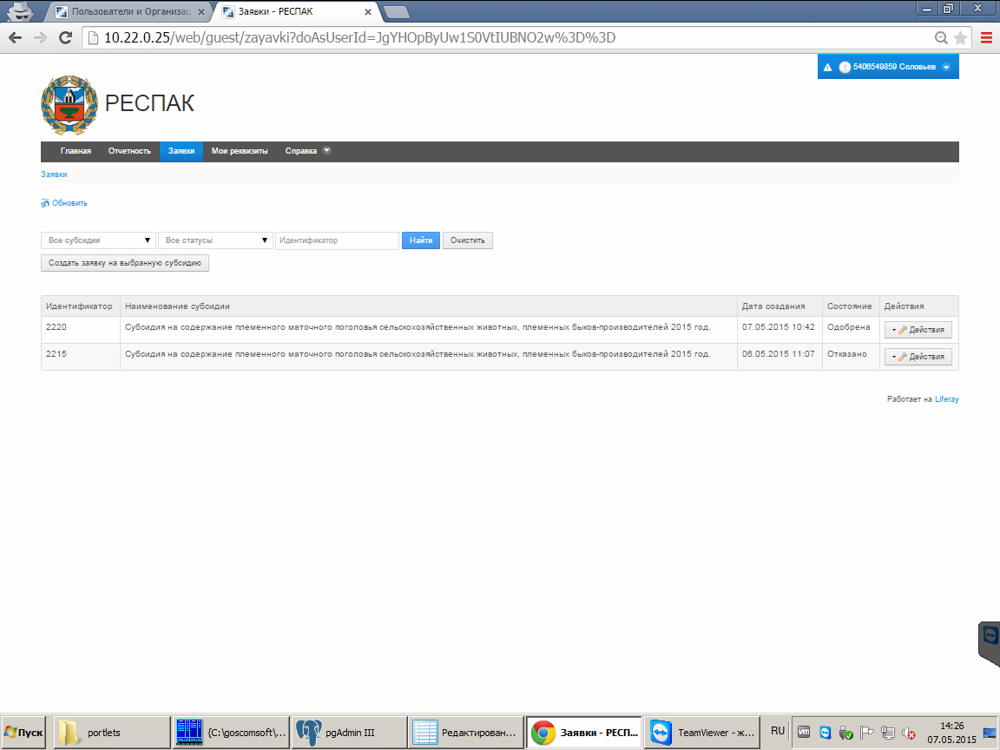 Пользователи и Организац
Заявки - РЕСПАК
10.22.0.25/web/guest/zayavki?doAsUserId=JgYHOpByUw1S0VtIUBNO2w%3D%3D
5406549859 Соловьев
РЕСПАК
Главная Отчетность Заявки Мои реквизиты Справка
Заявки
Обновить
Все субсидии Все статусы Идентификатор Найти Очистить
Создать заявку на выбранную субсидию
Идентификатор Наименование субсидии Дата создания Состояние Действия
2220 Субсидия на содержание племенного маточного поголовья сельскохозяйственных животных, племенных быков-производителей 2015 год. 07.05.2015 10:42 Одобрена Действия
2215 Субсидия на содержание племенного маточного поголовья сельскохозяйственных животных, племенных быков-производителей 2015 год. 06.05.2015 11:07 Отказано Действия
Работает на Liferay
Пуск portlets {C:\goscomsoft\... pgAdmin III Редактирован... Заявки - РЕСП... TeamViewer - ж... RU 14:26
07.05.2015